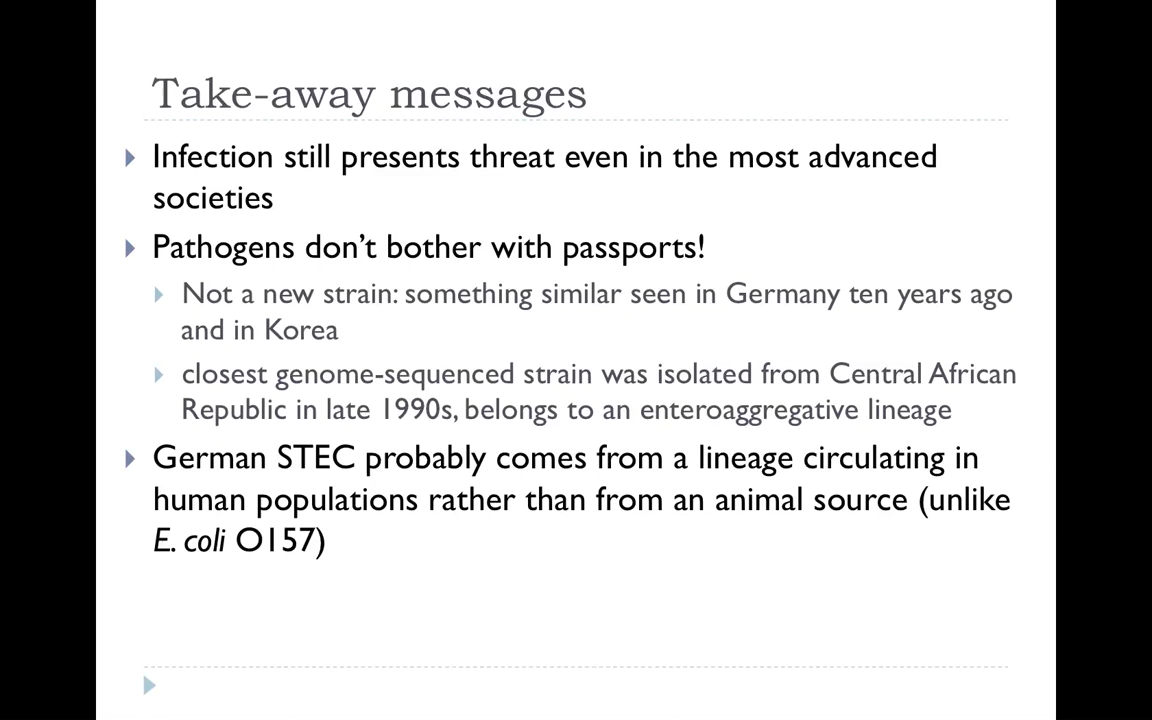 Take-away messages
Infection still presents threat even in the most advanced
societies
Pathogens don’t bother with passports!
Not a new strain: something similar seen in Germany ten years ago
and in Korea
closest genome-sequenced strain was isolated from Central African
Republic in late 1990s, belongs to an enteroaggregative lineage
German STEC probably comes from a lineage circulating in
human populations rather than from an animal source (unlike
E. coli O157)